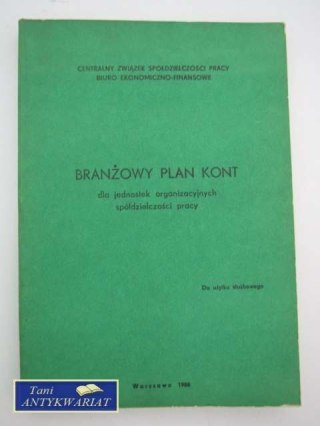 CENTRALNY ZWIĄZEK SPÓŁDZIELCZOŚCI PRACY
BIURO EKONOMICZNO-FINANSOWE
BRANŻOWY PLAN KONT
dla jednostek organizacyjnych
spółdzielczości pracy
Do użytku służbowego
Warszawa 1986
Tani
ANTYKWARIAT